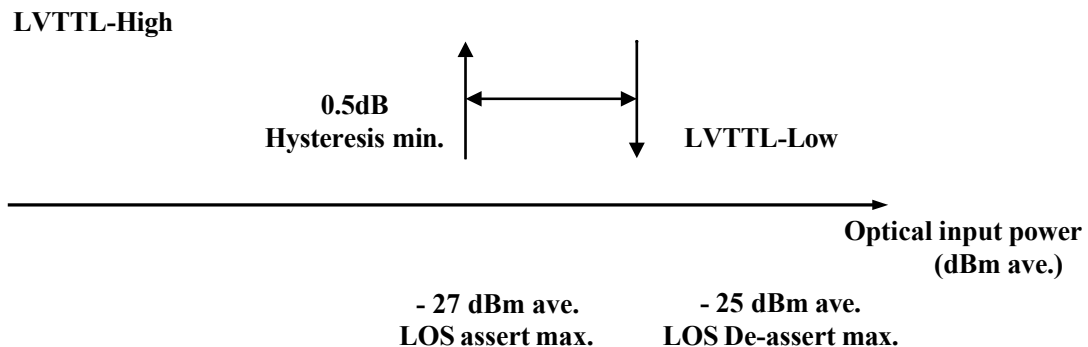 LVTTL-High
0.5dB
Hysteresis min.
LVTTL-Low
Optical input power
(dBm ave.)
- 27 dBm ave.
LOS assert max.
- 25 dBm ave.
LOS De-assert max.